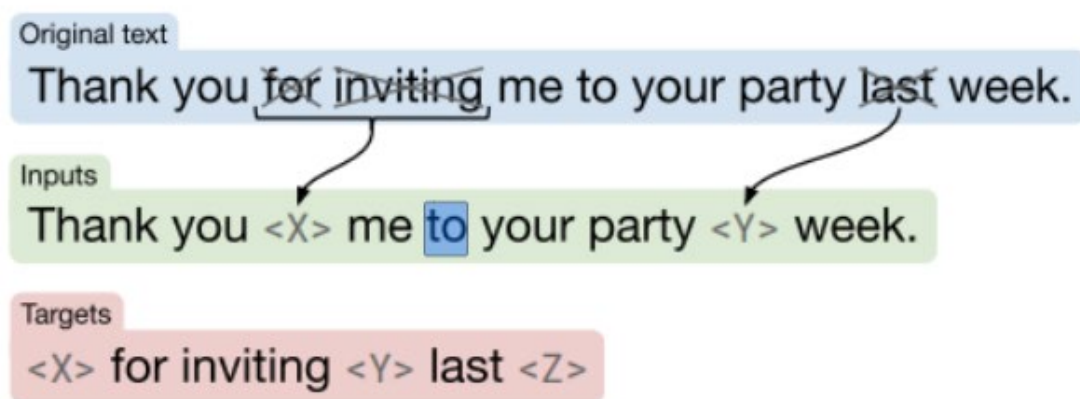 Original text
Thank you for inviting me to your party last week.
Inputs
Thank you <X> me to your party <Y> week.
Targets
<X> for inviting <Y> last <Z>